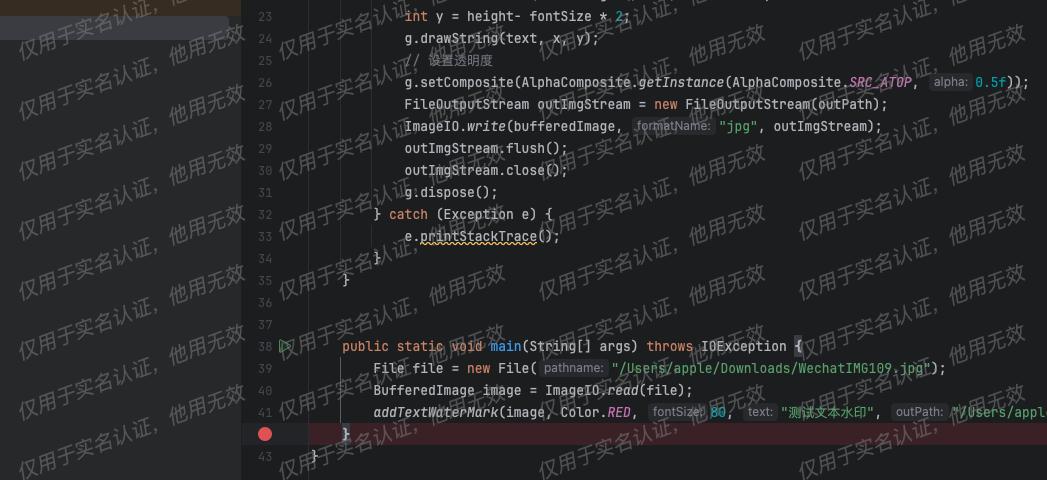 23 int y = height- fontSize * 2;
24 g.drawString(text, x, y);
25 // 设置透明度
26 g.setComposite(AlphaComposite.getInstance(AlphaComposite.SRC_ATOP, alpha: 0.5f));
27 FileOutputStream outImgStream = new FileOutputStream(outPath);
28 ImageIO.write(bufferedImage, formatName: "jpg", outImgStream);
29 outImgStream.flush();
30 outImgStream.close();
31 g.dispose();
32 } catch (Exception e) {
33 e.printStackTrace();
34 }
35 }
36
37
38 public static void main(String[] args) throws IOException {
39 File file = new File( pathname: "/Users/apple/Downloads/WechatIMG109.jpg");
40 BufferedImage image = ImageIO.read(file);
41 addTextWaterMark(image, Color.RED, fontSize: 80, text: "测试文本水印", outPath: "/Users/appl
}
43 }
仅用于实名认证，他用无效